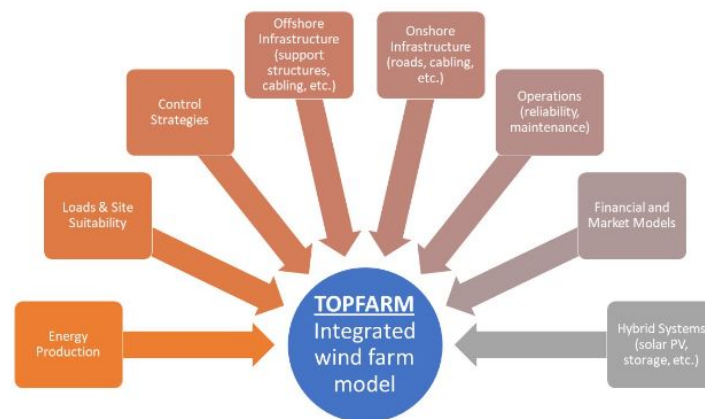 Offshore
Infrastructure
(support
structures,
cabling, etc.)
Onshore
Infrastructure
(roads, cabling,
etc.)
Control
Strategies
Operations
(reliability,
maintenance)
Loads & Site
Suitability
Financial and
Market Models
Energy
Production
TOPFARM
Integrated
wind farm
model
Hybrid Systems
(solar PV,
storage, etc.)